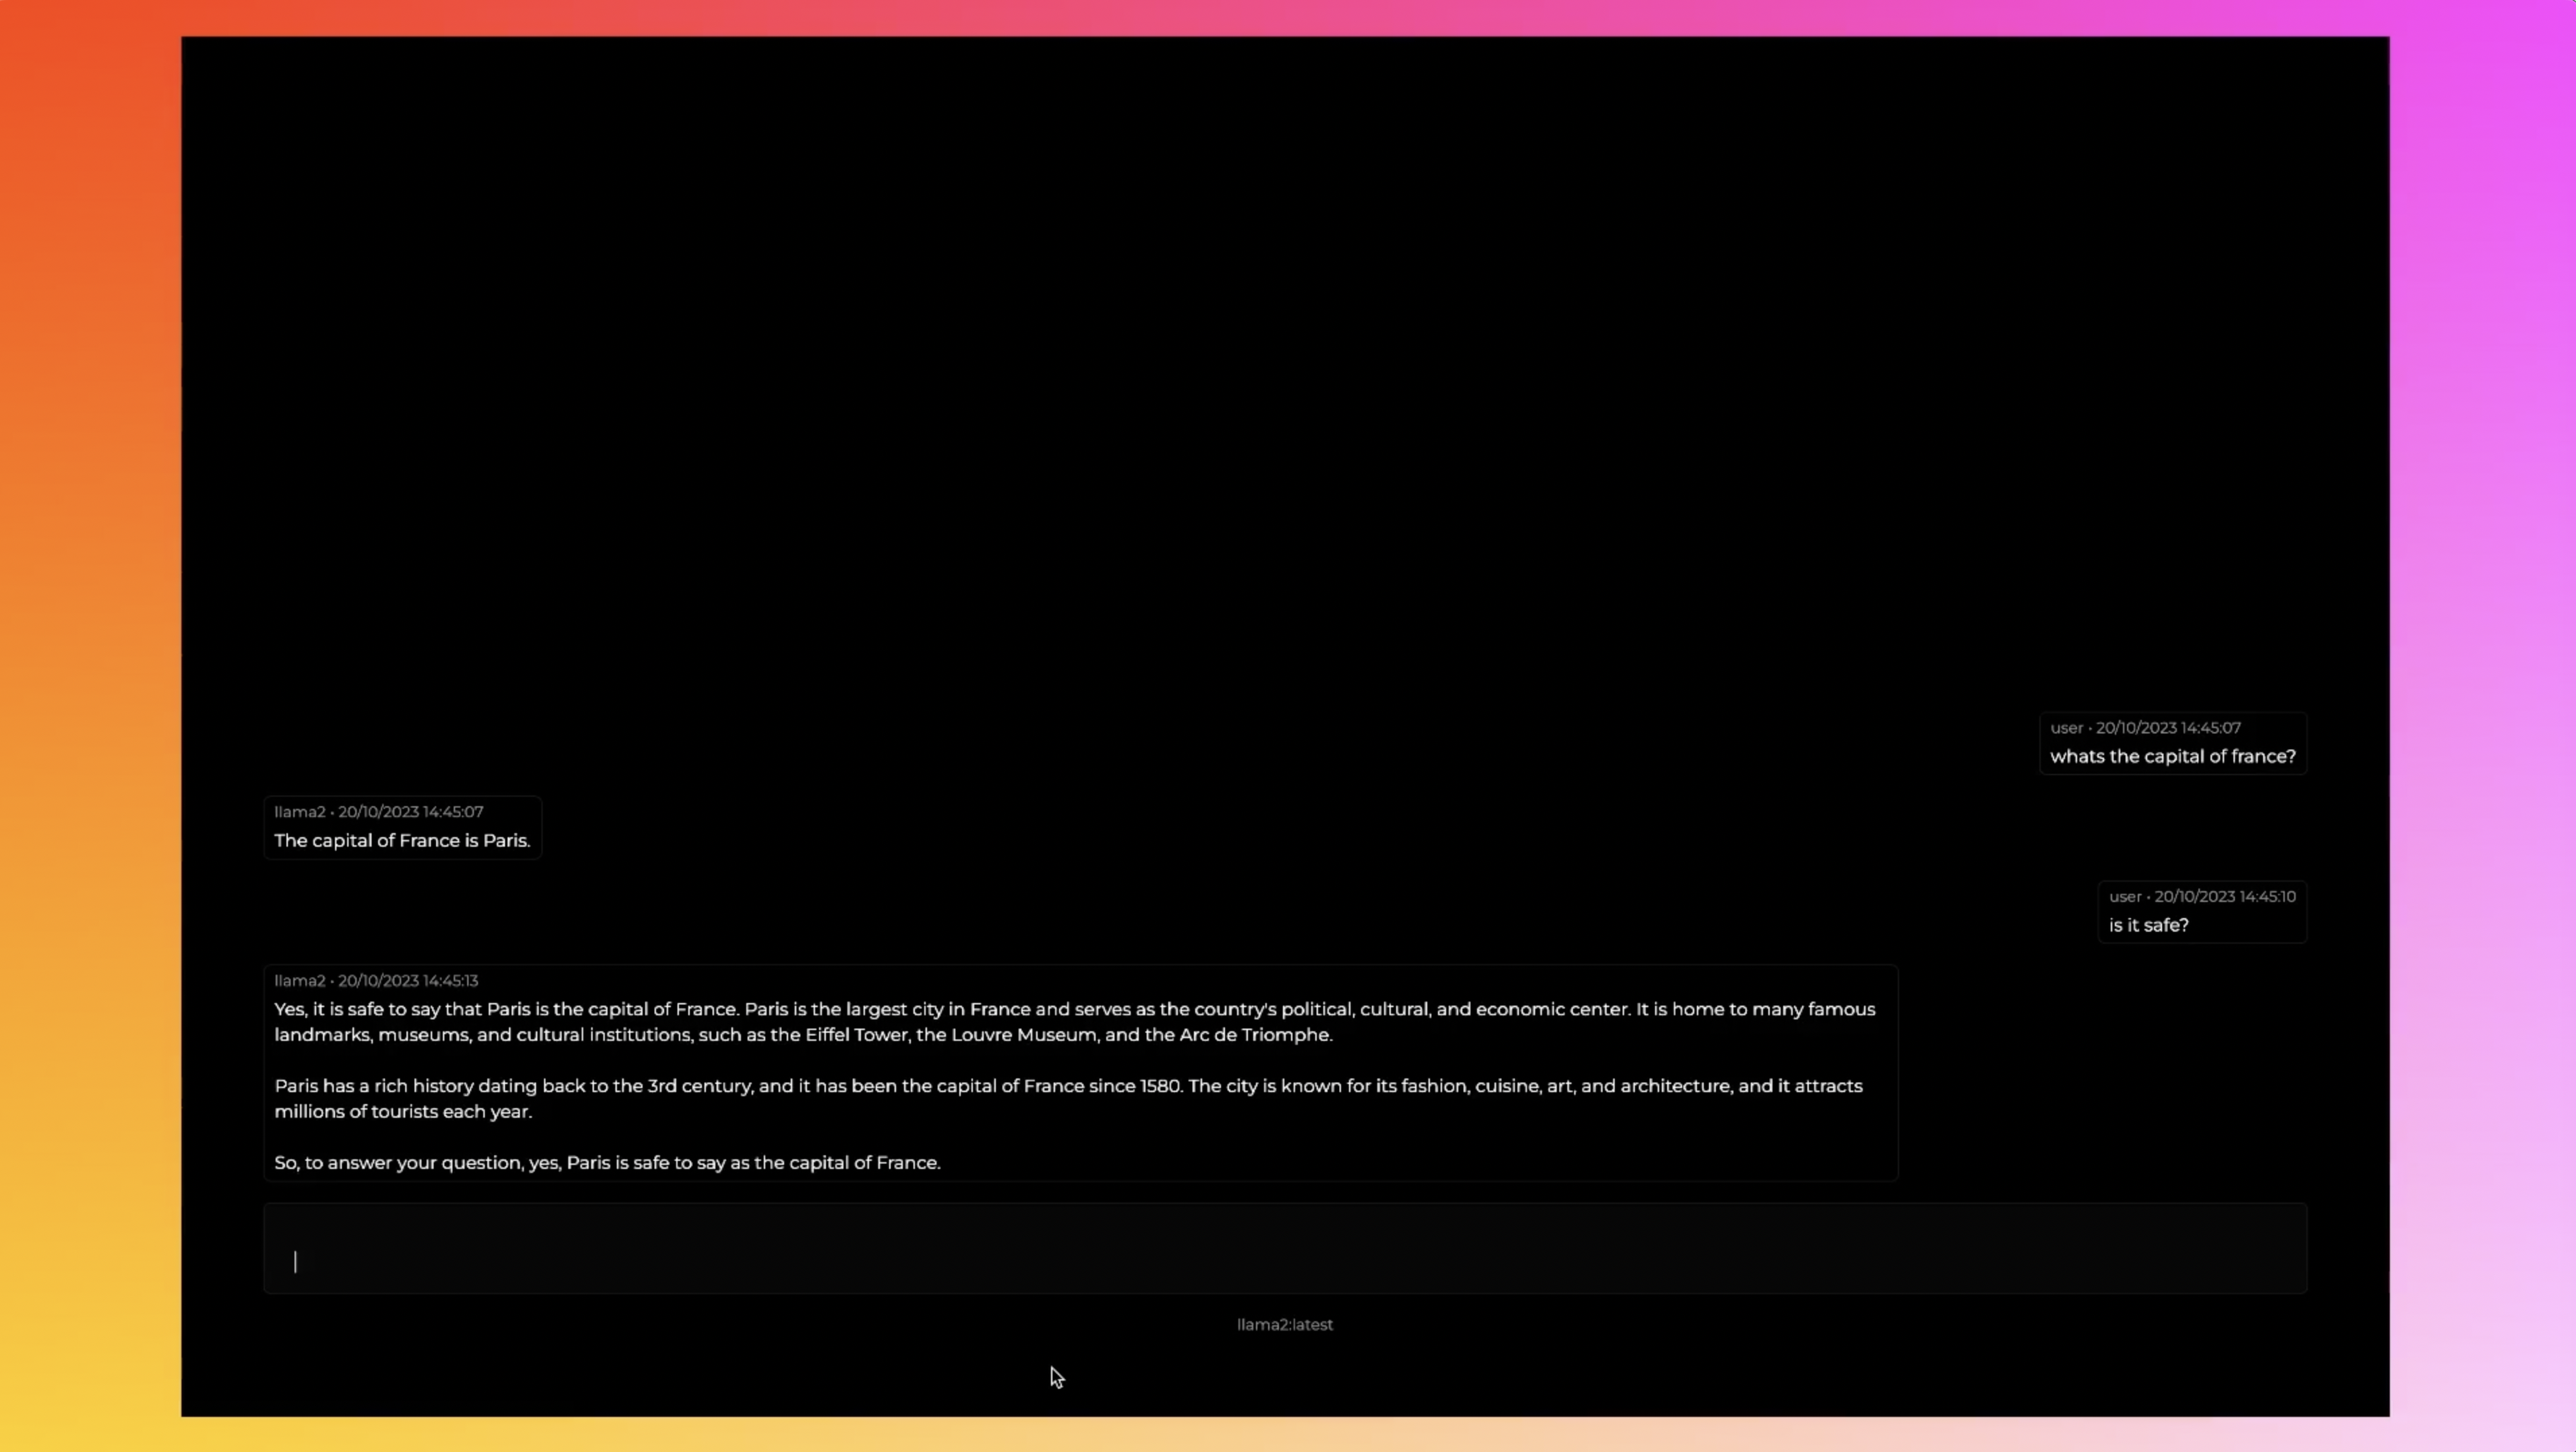 user • 20/10/2023 14:45:07
whats the capital of france?
llama2 • 20/10/2023 14:45:07
The capital of France is Paris.
user • 20/10/2023 14:45:10
is it safe?
llama2 • 20/10/2023 14:45:13
Yes, it is safe to say that Paris is the capital of France. Paris is the largest city in France and serves as the country's political, cultural, and economic center. It is home to many famous
landmarks, museums, and cultural institutions, such as the Eiffel Tower, the Louvre Museum, and the Arc de Triomphe.
Paris has a rich history dating back to the 3rd century, and it has been the capital of France since 1580. The city is known for its fashion, cuisine, art, and architecture, and it attracts
millions of tourists each year.
So, to answer your question, yes, Paris is safe to say as the capital of France.
llama2:latest